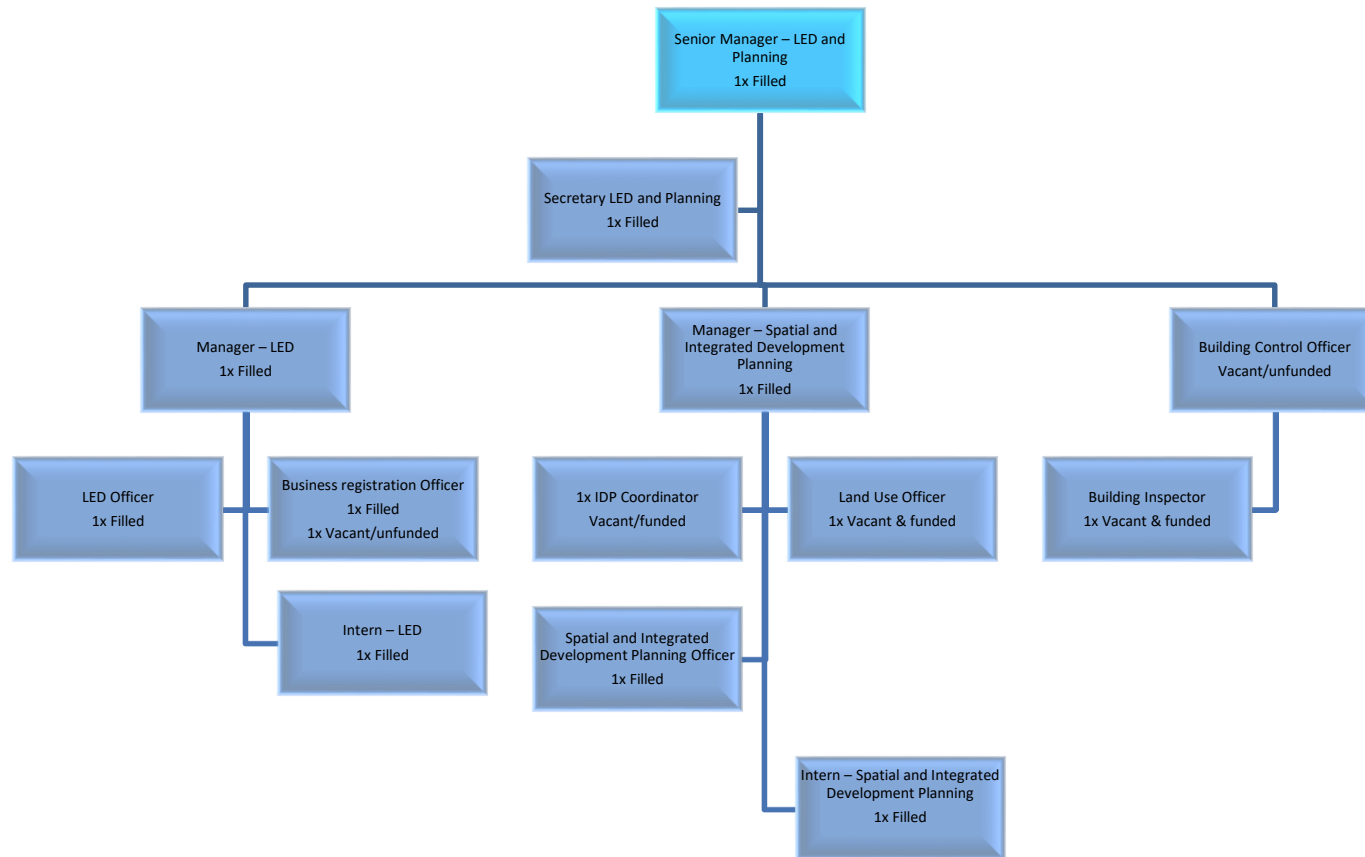 Senior Manager – LED and
Planning
1x Filled
Secretary LED and Planning
1x Filled
Manager – LED
1x Filled
Manager – Spatial and
Integrated Development
Planning
1x Filled
Building Control Officer
Vacant/unfunded
LED Officer
1x Filled
Business registration Officer
1x Filled
1x Vacant/unfunded
1x IDP Coordinator
Vacant/funded
Land Use Officer
1x Vacant & funded
Building Inspector
1x Vacant & funded
Intern – LED
1x Filled
Spatial and Integrated
Development Planning Officer
1x Filled
Intern – Spatial and Integrated
Development Planning
1x Filled